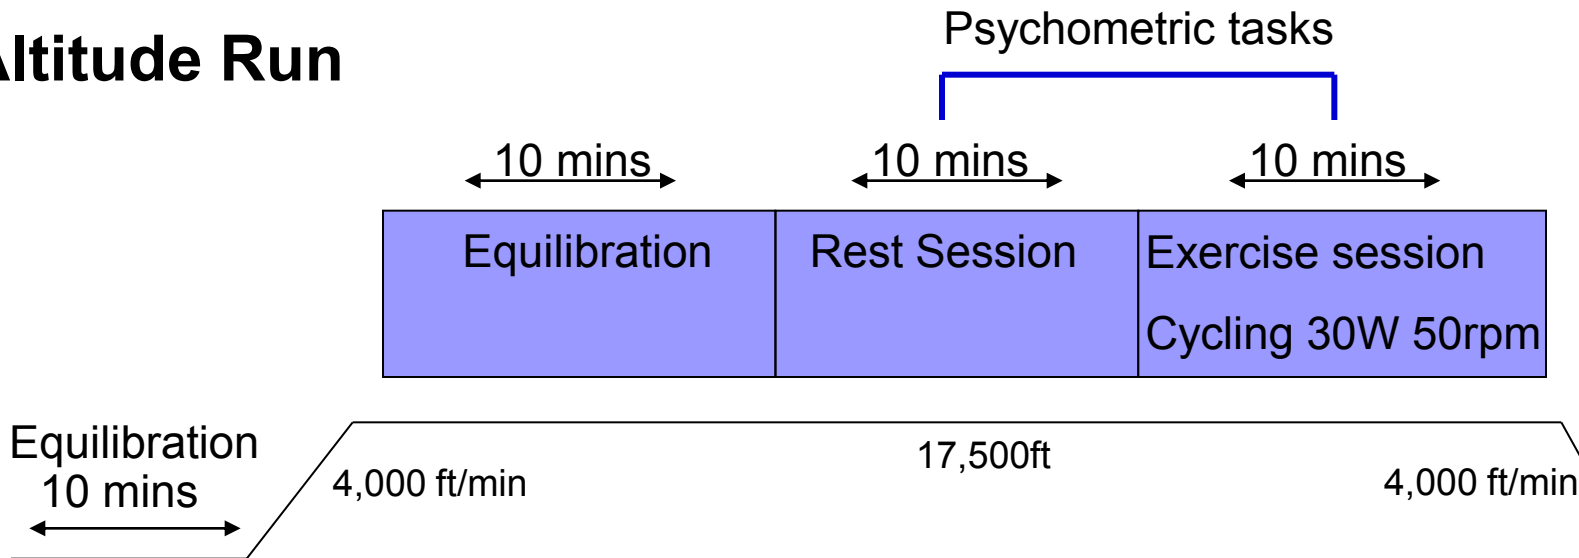 Altitude Run
Psychometric tasks
10 mins
10 mins
10 mins
Equilibration
Rest Session
Exercise session
Cycling 30W 50rpm
Equilibration
10 mins
4,000 ft/min
17,500ft
4,000 ft/min